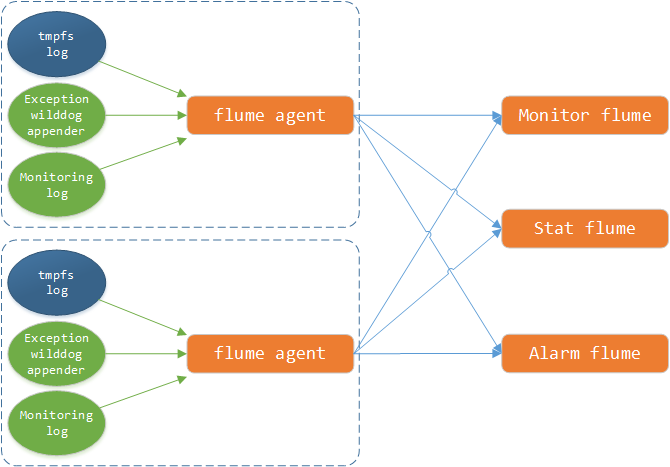 tmpfs
log
Exception
wilddog
appender
Monitoring
log
flume agent
tmpfs
log
Exception
wilddog
appender
Monitoring
log
flume agent
Monitor flume
Stat flume
Alarm flume